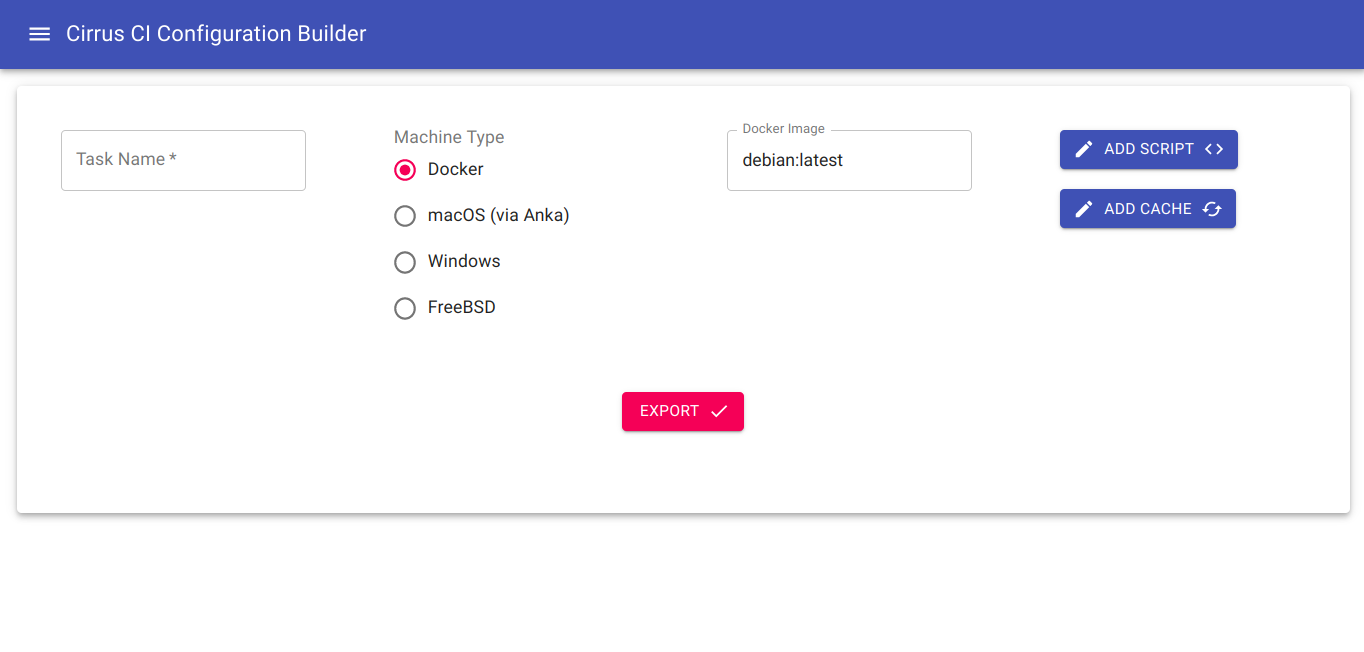 Cirrus CI Configuration Builder
Task Name *
Machine Type
Docker
macOS (via Anka)
Windows
FreeBSD
Docker Image
debian:latest
ADD SCRIPT
ADD CACHE
EXPORT